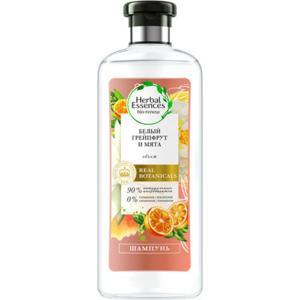 Herbal
Essences
bio:renew
БЕЛЫЙ
ГРЕЙПФРУТ
И МЯТА
объем
REAL
BOTANICALS
90%
0%
ШАМПУНЬ